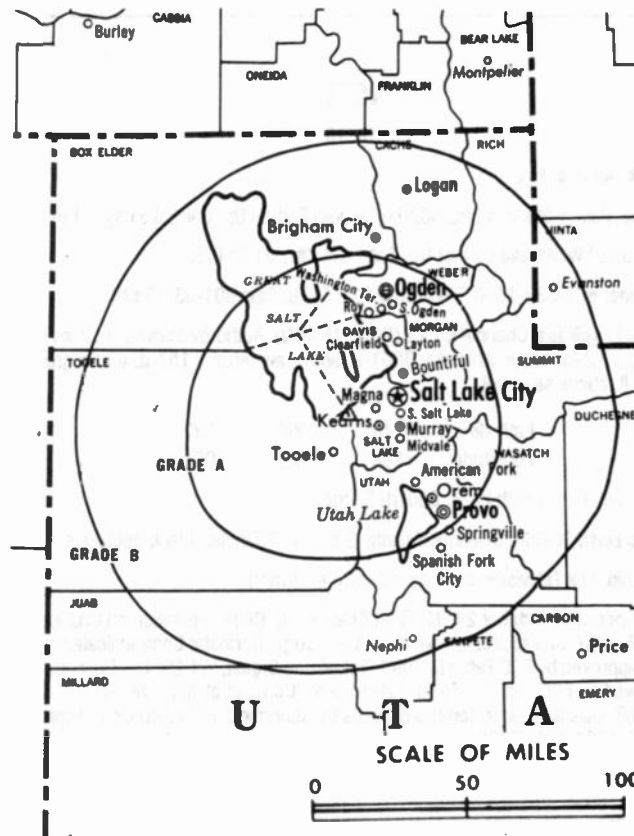 CASSIA
Burley
BEAR LAKE
ONEIDA
Montpelier
FRANKLIN
BOX ELDER
CACHE
RICH
Logan
Brigham City
UINTA
WEBER
Evanston
GREAT
Washington Ter.
Ogden
Roy
S. Ogden
SALT
DAVIS
MORGAN
Clearfield
Layton
LAKE
TOOELE
Bountiful
SUMMIT
Magna
Salt Lake City
Kearns
S. Salt Lake
DUCHESNE
Murray
SALT
LAKE
Midvale
WASATCH
Tooele
GRADE A
American Fork
UTAH
Orem
Utah Lake
Provo
Springville
Spanish Fork
City
GRADE B
JUAB
CARBON
Nephi
SANPETE
Price
MILLARD
EMERY
U T A
SCALE OF MILES
0 50 100